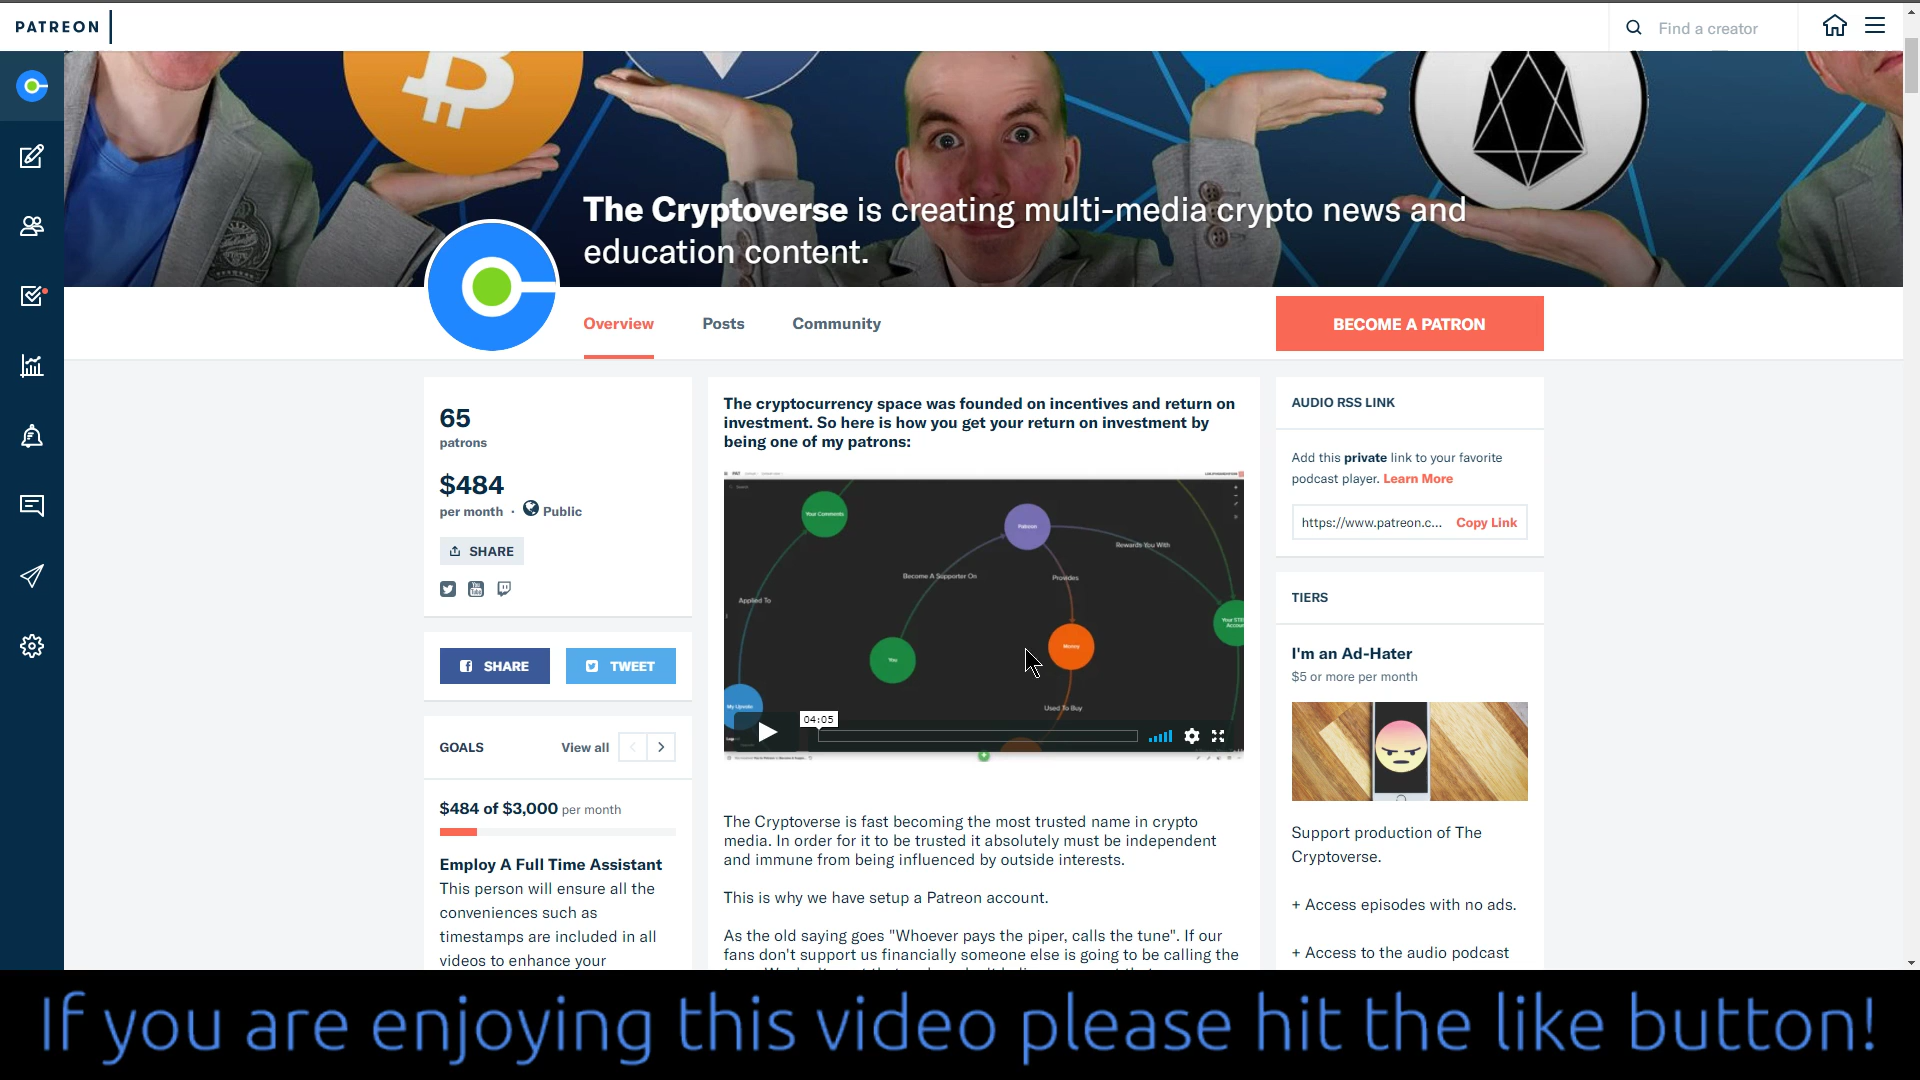 PATREON
Find a creator
The Cryptoverse is creating multi-media crypto news and
education content.
Overview
Posts
Community
BECOME A PATRON
65
patrons
$484
per month · Public
SHARE
SHARE
TWEET
GOALS
View all
$484 of $3,000 per month
Employ A Full Time Assistant
This person will ensure all the
conveniences such as
timestamps are included in all
videos to enhance your
The cryptocurrency space was founded on incentives and return on
investment. So here is how you get your return on investment by
being one of my patrons:
Your Comments
Patreon
Rewards You With
Become A Supporter On
Provides
Applied To
Your STE
Accou
Money
You
My Upvote
Used To Buy
04:05
The Cryptoverse is fast becoming the most trusted name in crypto
media. In order for it to be trusted it absolutely must be independent
and immune from being influenced by outside interests.
This is why we have setup a Patreon account.
As the old saying goes "Whoever pays the piper, calls the tune". If our
fans don't support us financially someone else is going to be calling the
AUDIO RSS LINK
Add this private link to your favorite
podcast player. Learn More
https://www.patreon.c... Copy Link
TIERS
I'm an Ad-Hater
$5 or more per month
Support production of The
Cryptoverse.
+ Access episodes with no ads.
+ Access to the audio podcast
If you are enjoying this video please hit the like button!